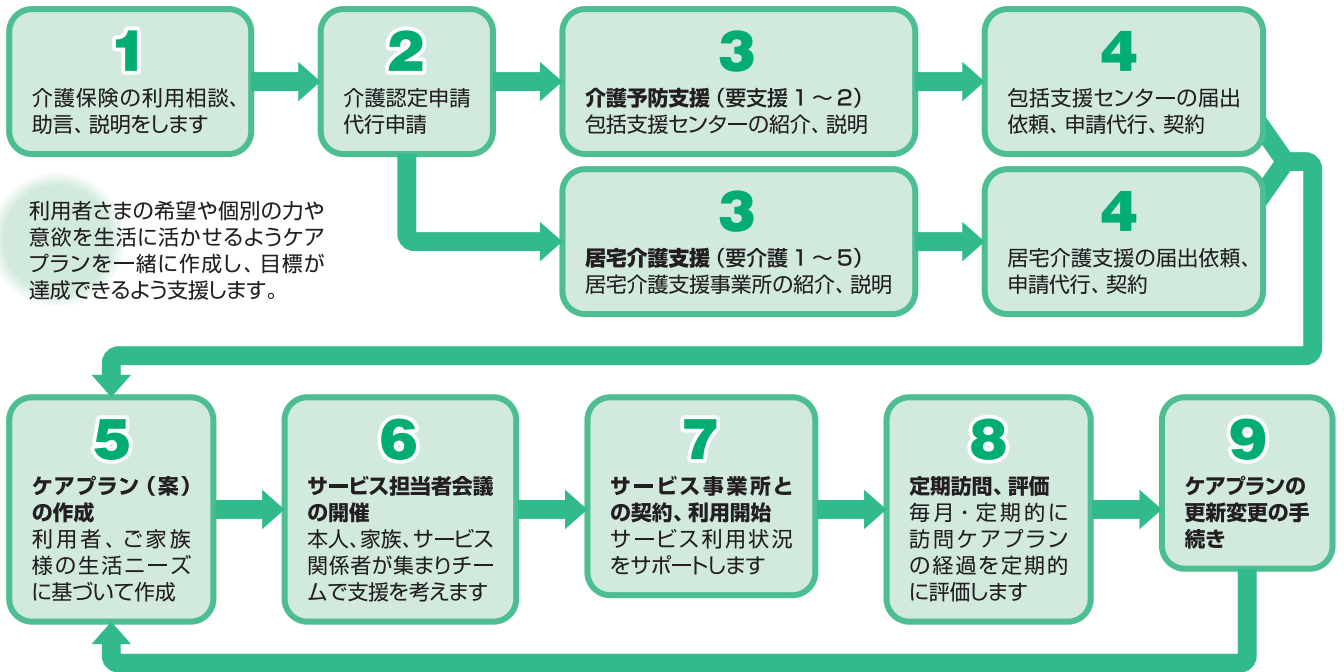 1
介護保険の利用相談、
助言、説明をします
2
介護認定申請
代行申請
3
介護予防支援（要支援１～２）
包括支援センターの紹介、説明
4
包括支援センターの届出
依頼、申請代行、契約
利用者さまの希望や個別の力や
意欲を生活に活かせるようケア
プランを一緒に作成し、目標が
達成できるよう支援します。
3
居宅介護支援（要介護１～５）
居宅介護支援事業所の紹介、説明
4
居宅介護支援の届出依頼、
申請代行、契約
5
ケアプラン（案）
の作成
利用者、ご家族
様の生活ニーズ
に基づいて作成
6
サービス担当者会議
の開催
本人、家族、サービス
関係者が集まりチー
ムで支援を考えます
7
サービス事業所と
の契約、利用開始
サービス利用状況
をサポートします
8
定期訪問、評価
毎月・定期的に
訪問ケアプラン
の経過を定期的
に評価します
9
ケアプランの
更新変更の手
続き